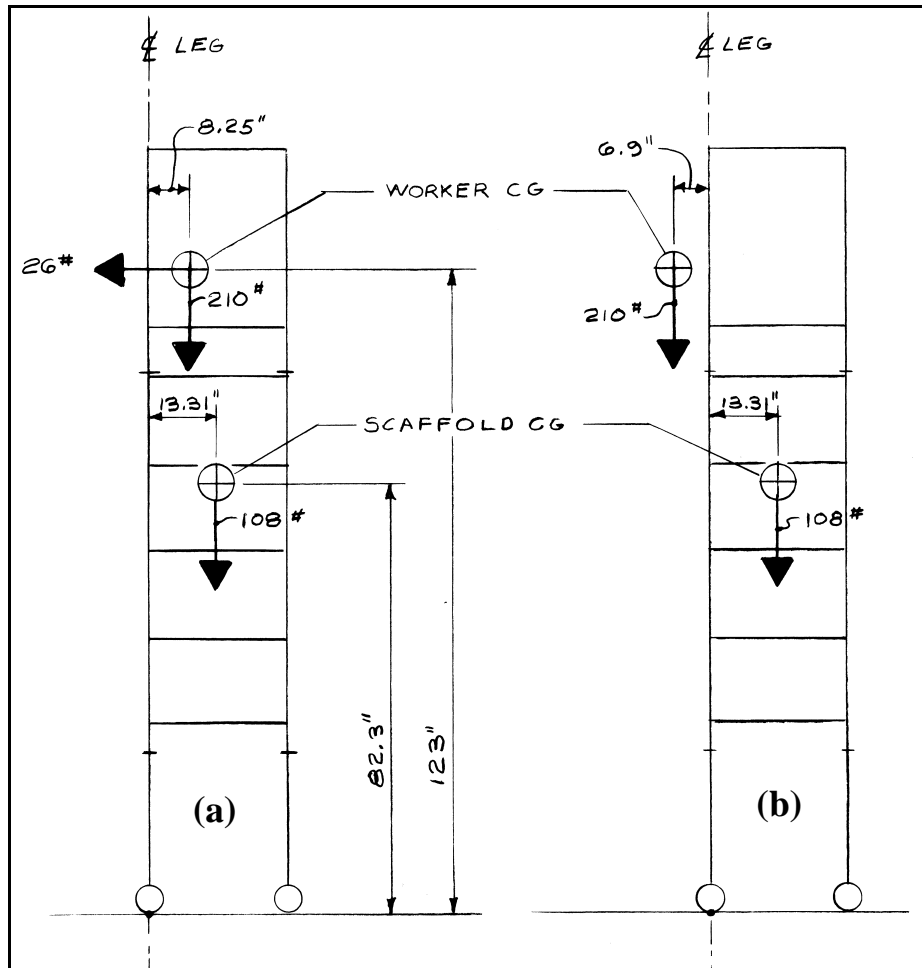 ℄ LEG
℄ LEG
8.25"
6.9"
WORKER CG
26#
210#
210#
13.31"
13.31"
SCAFFOLD CG
108#
108#
82.3"
123"
(a)
(b)